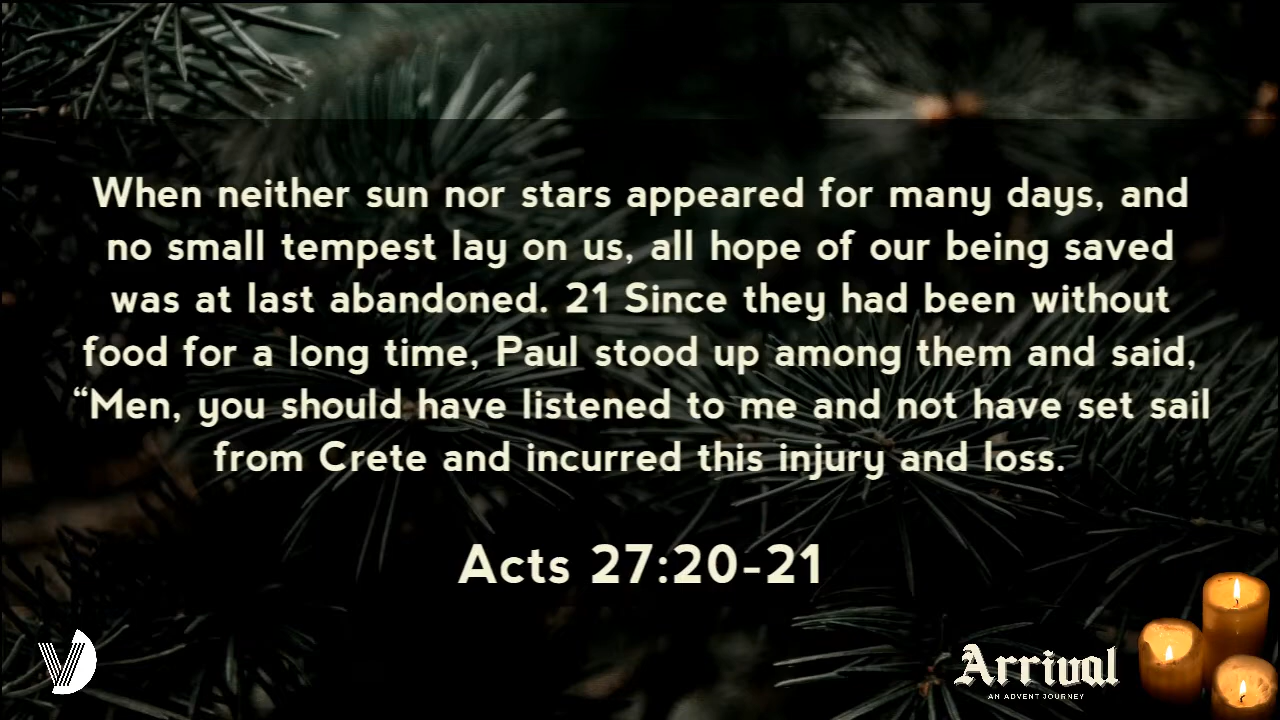 When neither sun nor stars appeared for many days, and
no small tempest lay on us, all hope of our being saved
was at last abandoned. 21 Since they had been without
food for a long time, Paul stood up among them and said,
“Men, you should have listened to me and not have set sail
from Crete and incurred this injury and loss.
Acts 27:20-21
V
Arrival
AN ADVENT JOURNEY